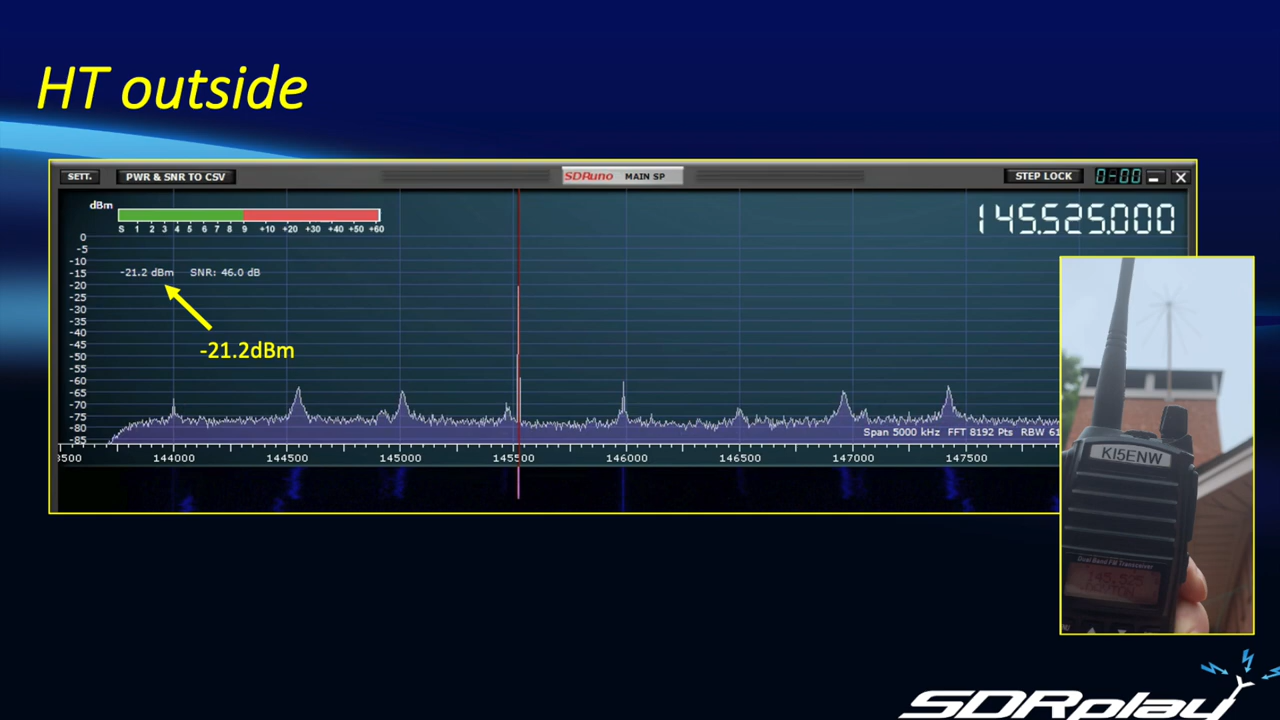 HT outside
SETT.
PWR & SNR TO CSV
SDRuno MAIN SP
STEP LOCK
0-00
dBm
S 1 2 3 4 5 6 7 8 9 +10 +20 +30 +40 +50 +60
145.525.000
0
-5
-10
-15
-20
-25
-30
-35
-40
-45
-50
-55
-60
-65
-70
-75
-80
-85
-21.2 dBm SNR: 46.0 dB
-21.2dBm
Span 5000 kHz FFT 8192 Pts RBW 61
3500 144000 144500 145000 145500 146000 146500 147000 147500
KI5ENW
Dual Band FM Transceiver
SDRplay